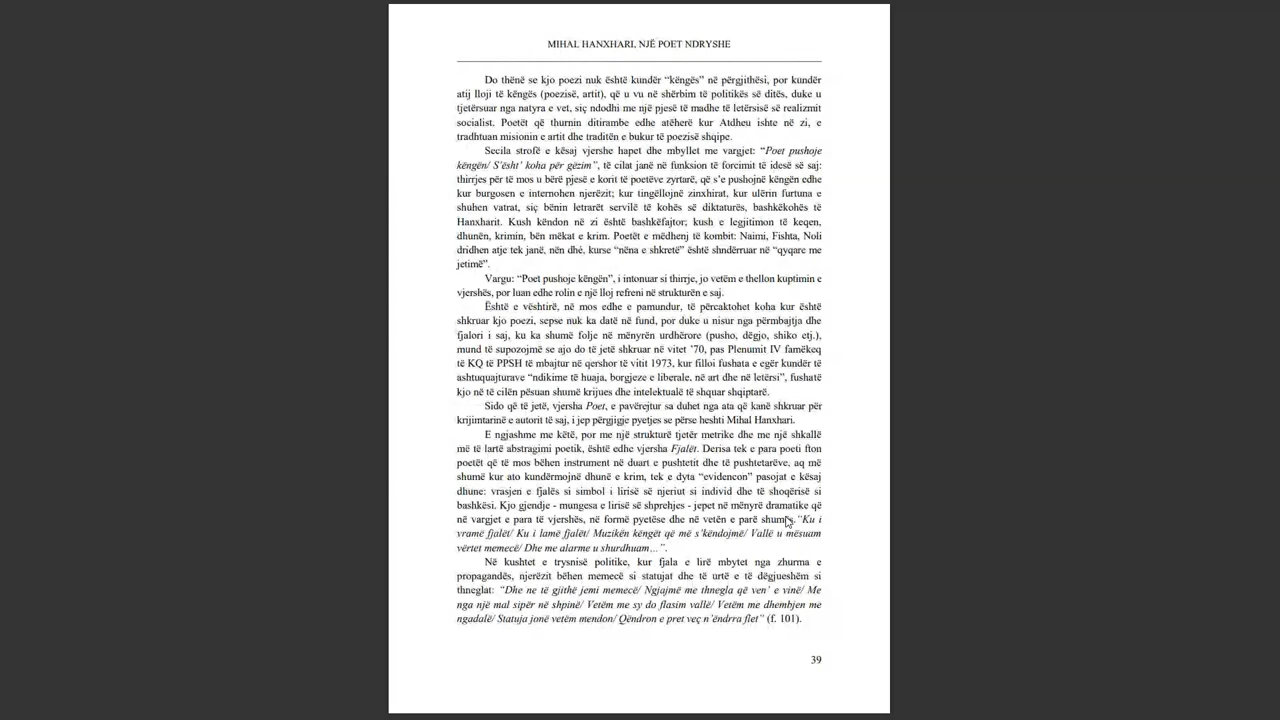 MIHAL HANXHARI, NJË POET NDRYSHE
Do thënë se kjo poezi nuk është kundër “këngës” në përgjithësi, por kundër
atij lloji të këngës (poezisë, artit), që u vu në shërbim të politikës së ditës, duke u
tjetërsuar nga natyra e vet, siç ndodhi me një pjesë të madhe të letërsisë së realizmit
socialist. Poetët që thurnin ditirambe edhe atëherë kur Atdheu ishte në zi, e
tradhtuan misionin e artit dhe traditën e bukur të poezisë shqipe.
Secila strofë e kësaj vjershe hapet dhe mbyllet me vargjet: “Poet pushoje
këngën/ S’ësht’ koha për gëzim”, të cilat janë në funksion të forcimit të idesë së saj:
thirrjes për të mos u bërë pjesë e korit të poetëve zyrtarë, që s’e pushojnë këngën edhe
kur burgosen e internohen njerëzit; kur tingëllojnë zinxhirat, kur ulërin furtuna e
shuhen vatrat, siç bënin letrarët servilë të kohës së diktaturës, bashkëkohës të
Hanxharit. Kush këndon në zi është bashkëfajtor; kush e legjitimon të keqen,
dhunën, krimin, bën mëkat e krim. Poetët e mëdhenj të kombit: Naimi, Fishta, Noli
dridhen atje tek janë, nën dhé, kurse “nëna e shkretë” është shndërruar në “qyqare me
jetimë”.
Vargu: “Poet pushoje këngën”, i intonuar si thirrje, jo vetëm e thellon kuptimin e
vjershës, por luan edhe rolin e një lloj refreni në strukturën e saj.
Është e vështirë, në mos edhe e pamundur, të përcaktohet koha kur është
shkruar kjo poezi, sepse nuk ka datë në fund, por duke u nisur nga përmbajtja dhe
fjalori i saj, ku ka shumë folje në mënyrën urdhërore (pusho, dëgjo, shiko etj.),
mund të supozojmë se ajo do të jetë shkruar në vitet ’70, pas Plenumit IV famëkeq
të KQ të PPSH të mbajtur në qershor të vitit 1973, kur filloi fushata e egër kundër të
ashtuquajturave “ndikime të huaja, borgjeze e liberale, në art dhe në letërsi”, fushatë
kjo në të cilën pësuan shumë krijues dhe intelektualë të shquar shqiptarë.
Sido që të jetë, vjersha Poet, e pavërejtur sa duhet nga ata që kanë shkruar për
krijimtarinë e autorit të saj, i jep përgjigje pyetjes se përse heshti Mihal Hanxhari.
E ngjashme me këtë, por me një strukturë tjetër metrike dhe me një shkallë
më të lartë abstragimi poetik, është edhe vjersha Fjalët. Derisa tek e para poeti fton
poetët që të mos bëhen instrument në duart e pushtetit dhe të pushtetarëve, aq më
shumë kur ato kundërmojnë dhunë e krim, tek e dyta “evidencon” pasojat e kësaj
dhune: vrasjen e fjalës si simbol i lirisë së njeriut si individ dhe të shoqërisë si
bashkësi. Kjo gjendje - mungesa e lirisë së shprehjes - jepet në mënyrë dramatike që
në vargjet e para të vjershës, në formë pyetëse dhe në vetën e parë shumës. “Ku i
vramë fjalët/ Ku i lamë fjalët/ Muzikën këngët që më s’këndojmë/ Vallë u mësuam
vërtet memecë/ Dhe me alarme u shurdhuam…”.
Në kushtet e trysnisë politike, kur fjala e lirë mbytet nga zhurma e
propagandës, njerëzit bëhen memecë si statujat dhe të urtë e të dëgjueshëm si
thneglat: “Dhe ne të gjithë jemi memecë/ Ngjajmë me thnegla që ven’ e vinë/ Me
nga një mal sipër në shpinë/ Vetëm me sy do flasim vallë/ Vetëm me dhembjen me
ngadalë/ Statuja jonë vetëm mendon/ Qëndron e pret veç n’ëndrra flet” (f. 101).
39